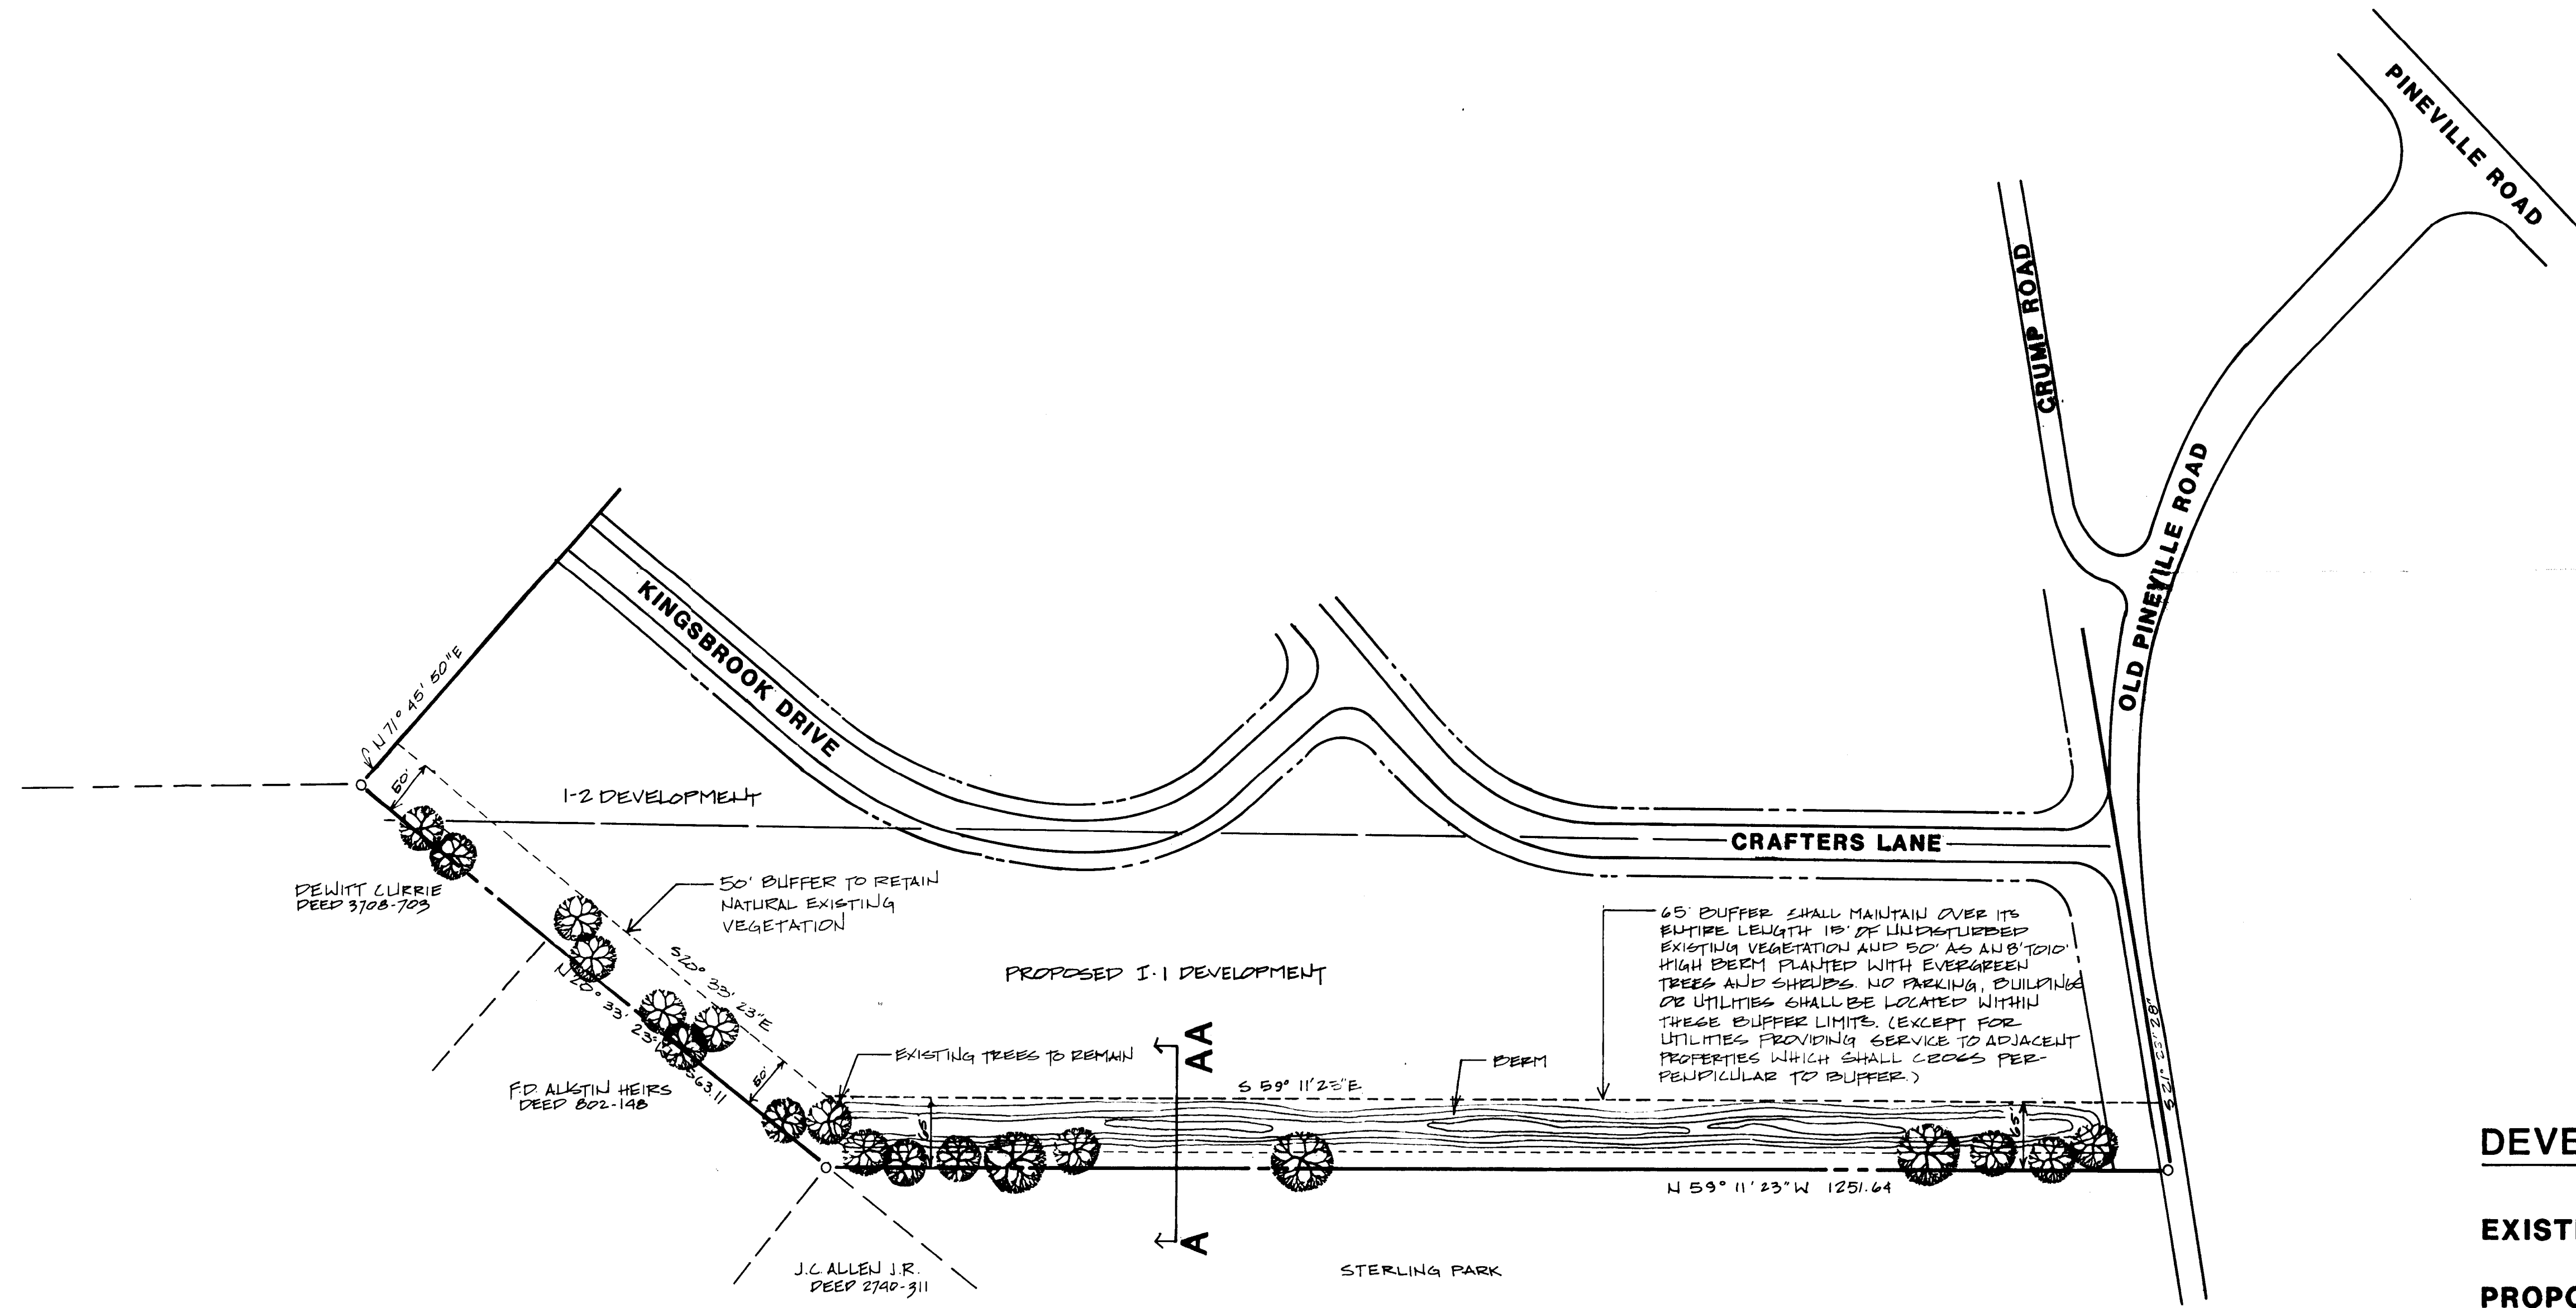 PINEVILLE ROAD
CRUMP ROAD
OLD PINEVILLE ROAD
KINGSBROOK DRIVE
N 71° 45' 50"E
50'
1-2 DEVELOPMENT
CRAFTERS LANE
DEWITT CURRIE
DEED 3708-703
50' BUFFER TO RETAIN
NATURAL EXISTING
VEGETATION
65' BUFFER SHALL MAINTAIN OVER ITS
ENTIRE LENGTH 15' OF UNDISTURBED
EXISTING VEGETATION AND 50' AS AN 8' TO 10'
HIGH BERM PLANTED WITH EVERGREEN
TREES AND SHRUBS. NO PARKING, BUILDINGS
OR UTILITIES SHALL BE LOCATED WITHIN
THESE BUFFER LIMITS. (EXCEPT FOR
UTILITIES PROVIDING SERVICE TO ADJACENT
PROPERTIES WHICH SHALL CROSS PER-
PENDICULAR TO BUFFER.)
S 20° 33' 23"E
N 20° 33' 23"
563.11
PROPOSED I-1 DEVELOPMENT
EXISTING TREES TO REMAIN
AA
BERM
S 59° 11' 23"E
50'
F.D. AUSTIN HEIRS
DEED 802-148
65'
65'
S 21° 28"
N 59° 11' 23"W 1251.64
A
J.C. ALLEN J.R.
DEED 2740-311
STERLING PARK
DEVE
EXISTI
PROPO